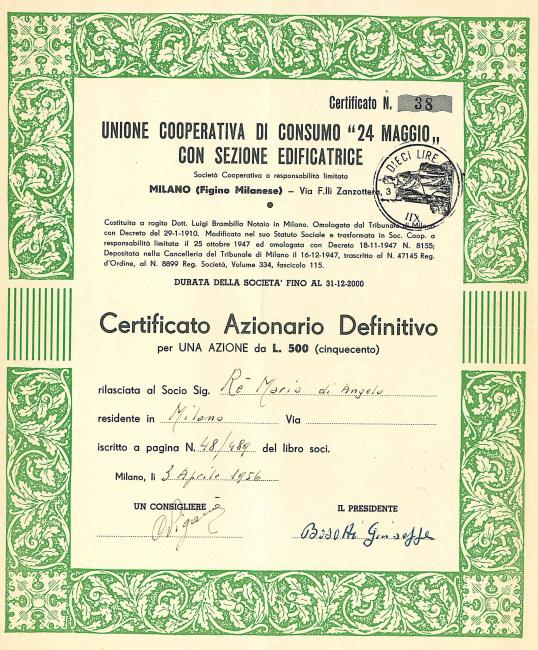 Certificato N. 38
UNIONE COOPERATIVA DI CONSUMO "24 MAGGIO„
CON SEZIONE EDIFICATRICE
Società Cooperativa a responsabilità limitata
MILANO (Figino Milanese) - Via F.lli Zanzottera, 3
DIECI LIRE
XII
Costituita a rogito Dott. Luigi Brambilla Notaio in Milano. Omologata dal Tribunale di Milano
con Decreto del 29-1-1910. Modificata nel suo Statuto Sociale e trasformata in Soc. Coop. a
responsabilità limitata il 25 ottobre 1947 ed omologata con Decreto 18-11-1947 N. 8155;
Depositata nella Cancelleria del Tribunale di Milano il 16-12-1947, trascritto al N. 47145 Reg.
d'Ordine, al N. 8899 Reg. Società, Volume 334, fascicolo 115.
DURATA DELLA SOCIETA' FINO AL 31-12-2000
Certificato Azionario Definitivo
per UNA AZIONE da L. 500 (cinquecento)
rilasciata al Socio Sig. Rè Mario di Angelo
residente in Milano Via
iscritto a pagina N. 48/489 del libro soci.
Milano, li 3 Aprile 1956
UN CONSIGLIERE IL PRESIDENTE
Giuseppe